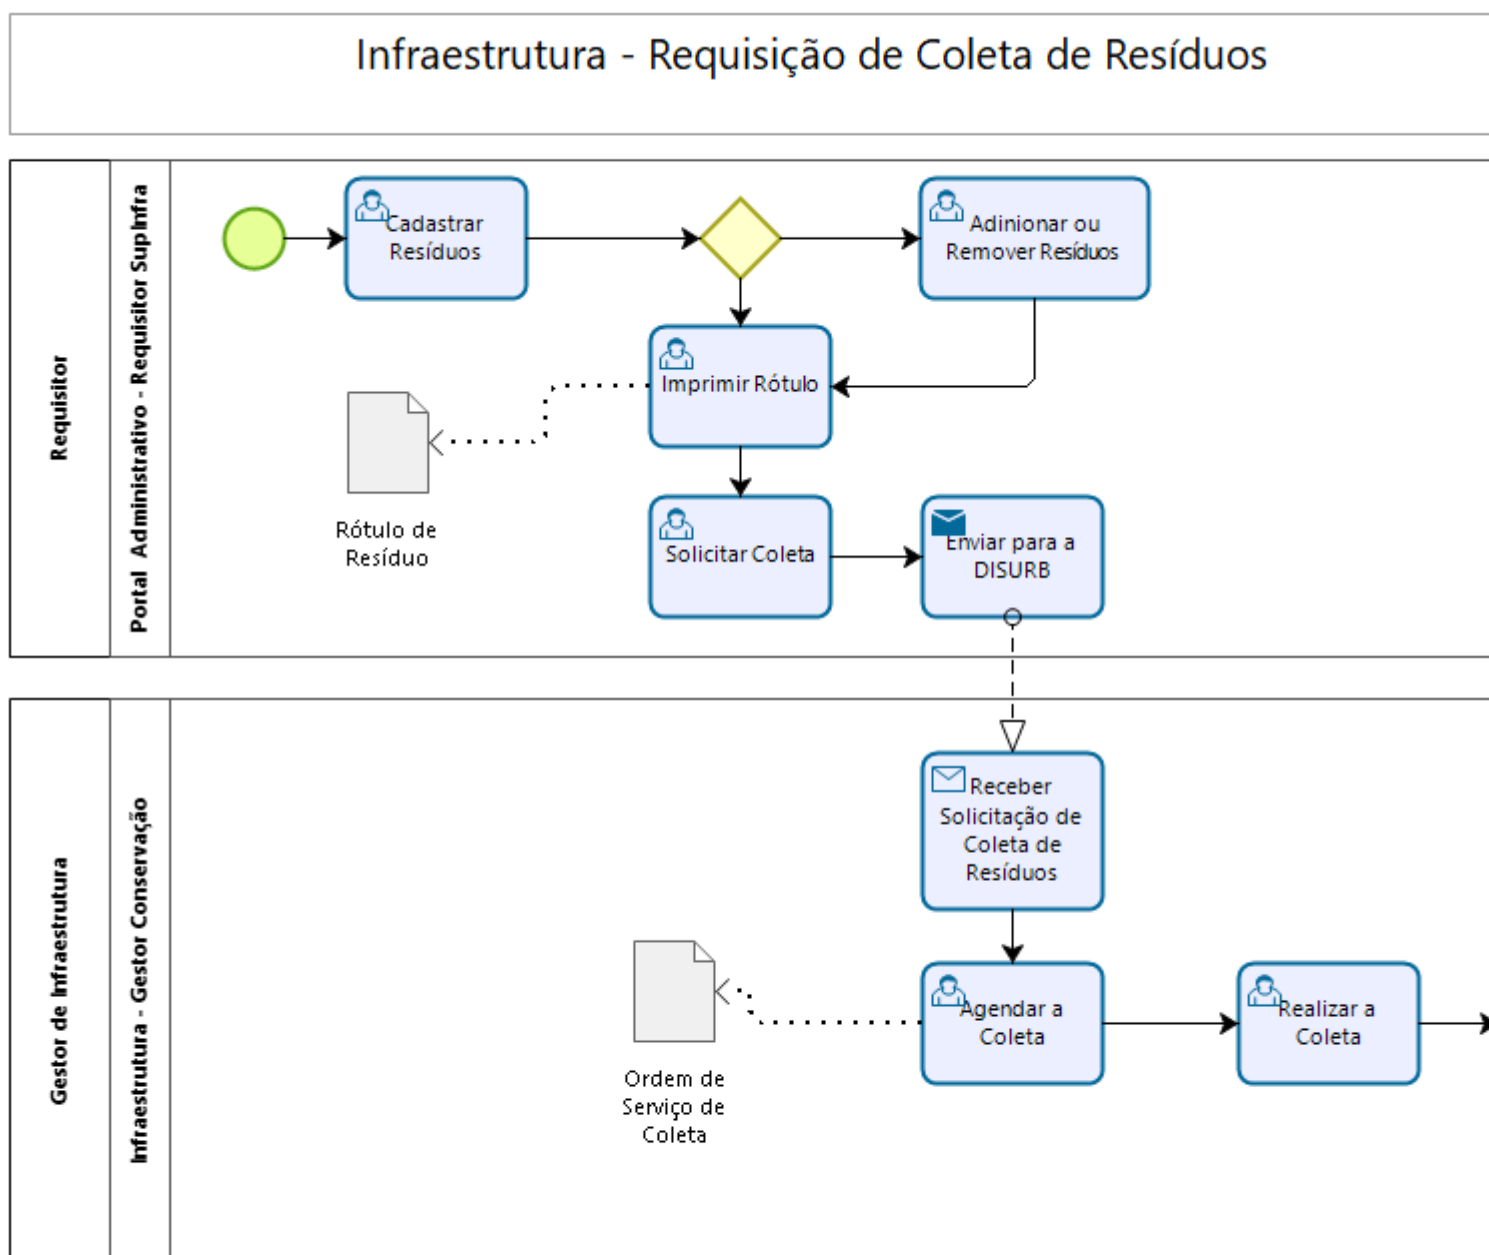 Infraestrutura - Requisição de Coleta de Resíduos
Requisitor
Portal Administrativo - Requisitor SupInfra
Cadastrar
Resíduos
Adinionar ou
Remover Resíduos
Imprimir Rótulo
Rótulo de
Resíduo
Solicitar Coleta
Enviar para a
DISURB
Gestor de Infraestrutura
Infraestrutura - Gestor Conservação
Receber
Solicitação de
Coleta de
Resíduos
Agendar a
Coleta
Realizar a
Coleta
Ordem de
Serviço de
Coleta